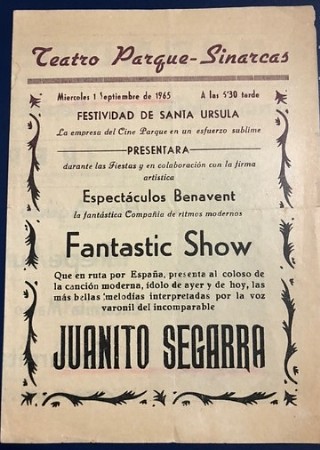 Teatro Parque-Sinarcas
Miercoles 1 Septiembre de 1965 A las 5'30 tarde
FESTIVIDAD DE SANTA URSULA
La empresa del Cine Parque en un esfuerzo sublime
PRESENTARA
durante las Fiestas y en colaboración con la firma
artística
Espectáculos Benavent
la fantástica Compañia de ritmos modernos
Fantastic Show
Que en ruta por España, presenta al coloso de
la canción moderna, ídolo de ayer y de hoy, las
más bellas melodías interpretadas por la voz
varonil del incomparable
JUANITO SEGARRA